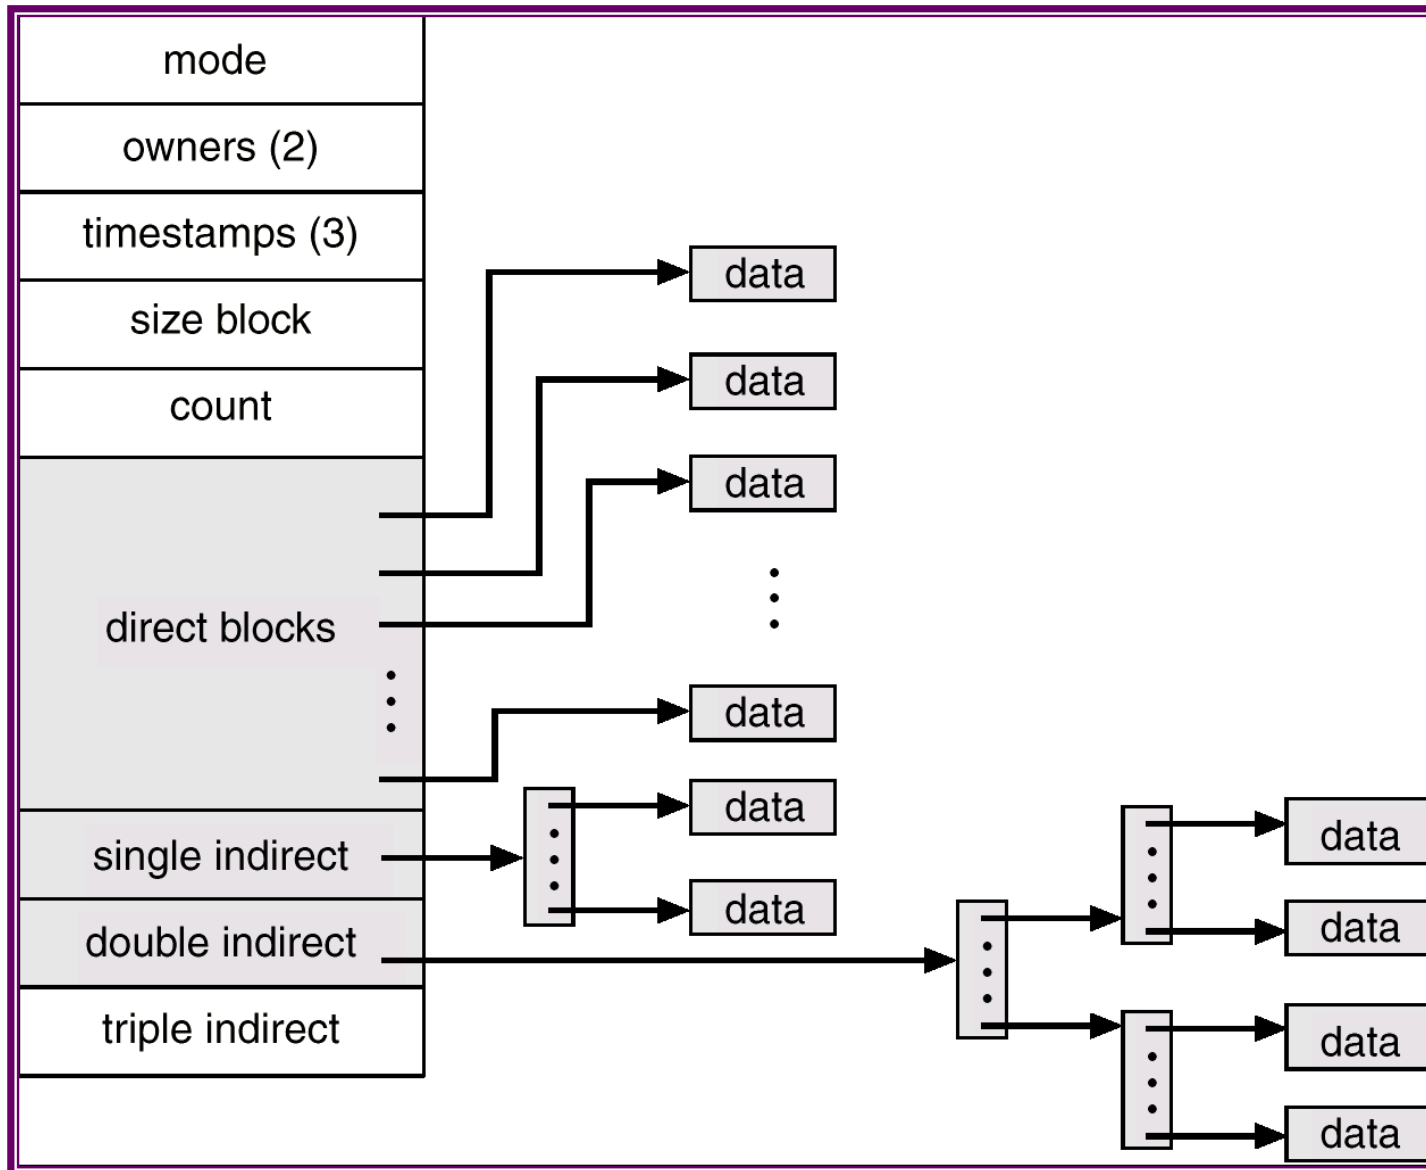 mode
owners (2)
timestamps (3)
size block
count
direct blocks
single indirect
double indirect
triple indirect
data
data
data
data
data
data
data
data
data
data